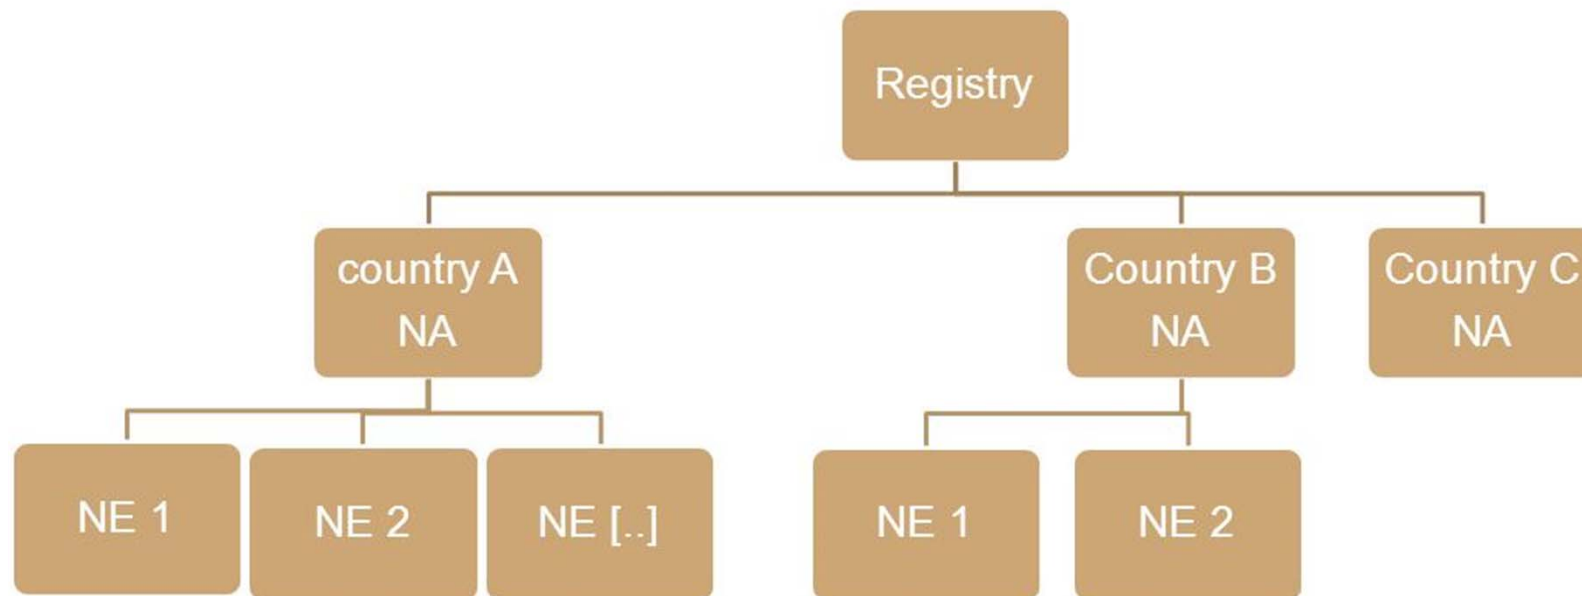 Registry
country A
NA
Country B
NA
Country C
NA
NE 1
NE 2
NE [..]
NE 1
NE 2